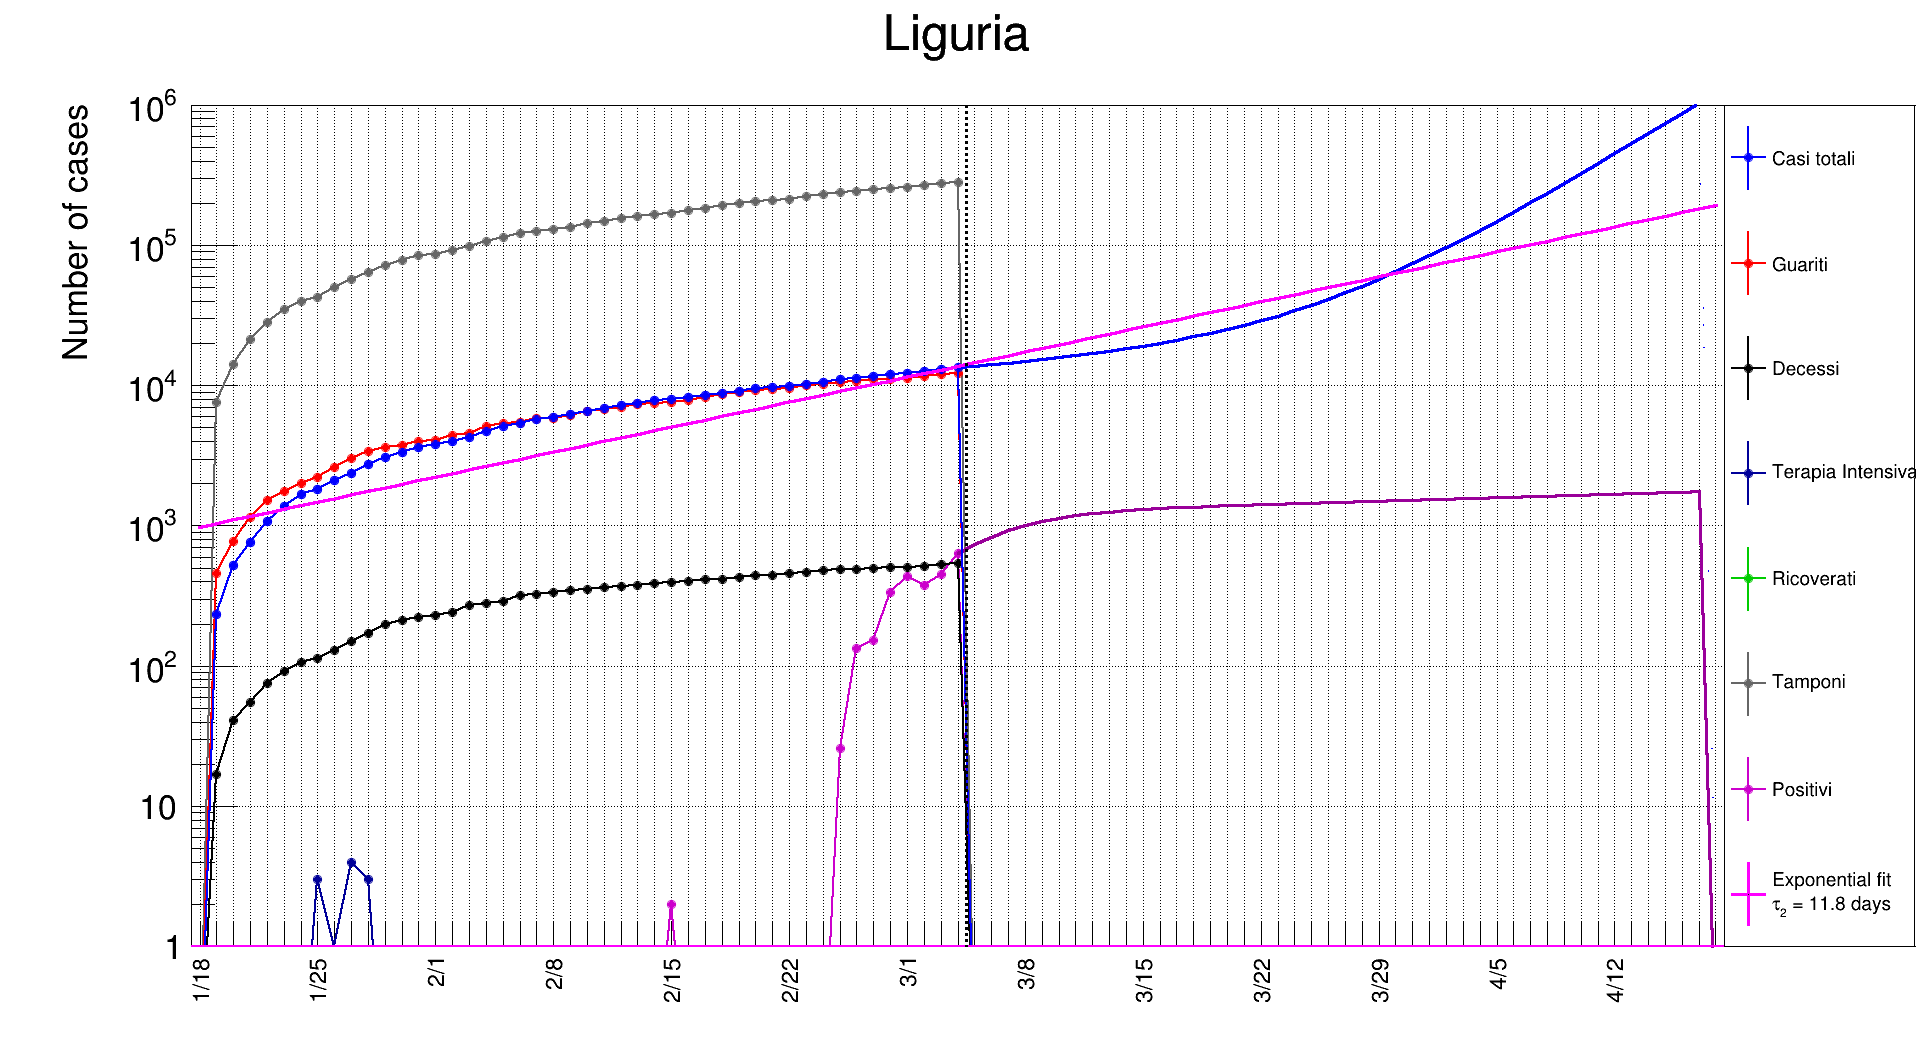 Liguria
Number of cases
10^6
10^5
10^4
10^3
10^2
10
1
1/18
1/25
2/1
2/8
2/15
2/22
3/1
3/8
3/15
3/22
3/29
4/5
4/12
Casi totali
Guariti
Decessi
Terapia Intensiva
Ricoverati
Tamponi
Positivi
Exponential fit
τ₂ = 11.8 days